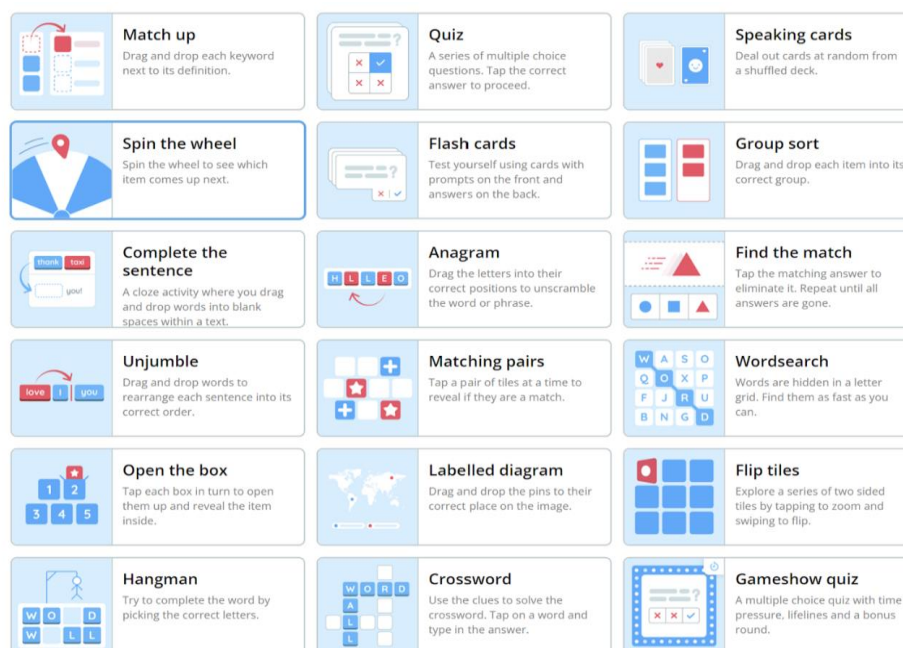 Match up
Drag and drop each keyword
next to its definition.
?
Quiz
A series of multiple choice
questions. Tap the correct
answer to proceed.
Speaking cards
Deal out cards at random from
a shuffled deck.
Spin the wheel
Spin the wheel to see which
item comes up next.
Flash cards
Test yourself using cards with
prompts on the front and
answers on the back.
?
Group sort
Drag and drop each item into its
correct group.
thank taxi
you!
Complete the
sentence
A cloze activity where you drag
and drop words into blank
spaces within a text.
H L L E O
Anagram
Drag the letters into their
correct positions to unscramble
the word or phrase.
Find the match
Tap the matching answer to
eliminate it. Repeat until all
answers are gone.
love I you
Unjumble
Drag and drop words to
rearrange each sentence into its
correct order.
Matching pairs
Tap a pair of tiles at a time to
reveal if they are a match.
W A S O
Q O X P
F J R U
B N G D
Wordsearch
Words are hidden in a letter
grid. Find them as fast as you
can.
1 2
3 4 5
Open the box
Tap each box in turn to open
them up and reveal the item
inside.
Labelled diagram
Drag and drop the pins to their
correct place on the image.
Flip tiles
Explore a series of two sided
tiles by tapping to zoom and
swiping to flip.
W O D
W L L
Hangman
Try to complete the word by
picking the correct letters.
W O R D
A
L
L
Crossword
Use the clues to solve the
crossword. Tap on a word and
type in the answer.
?
Gameshow quiz
A multiple choice quiz with time
pressure, lifelines and a bonus
round.